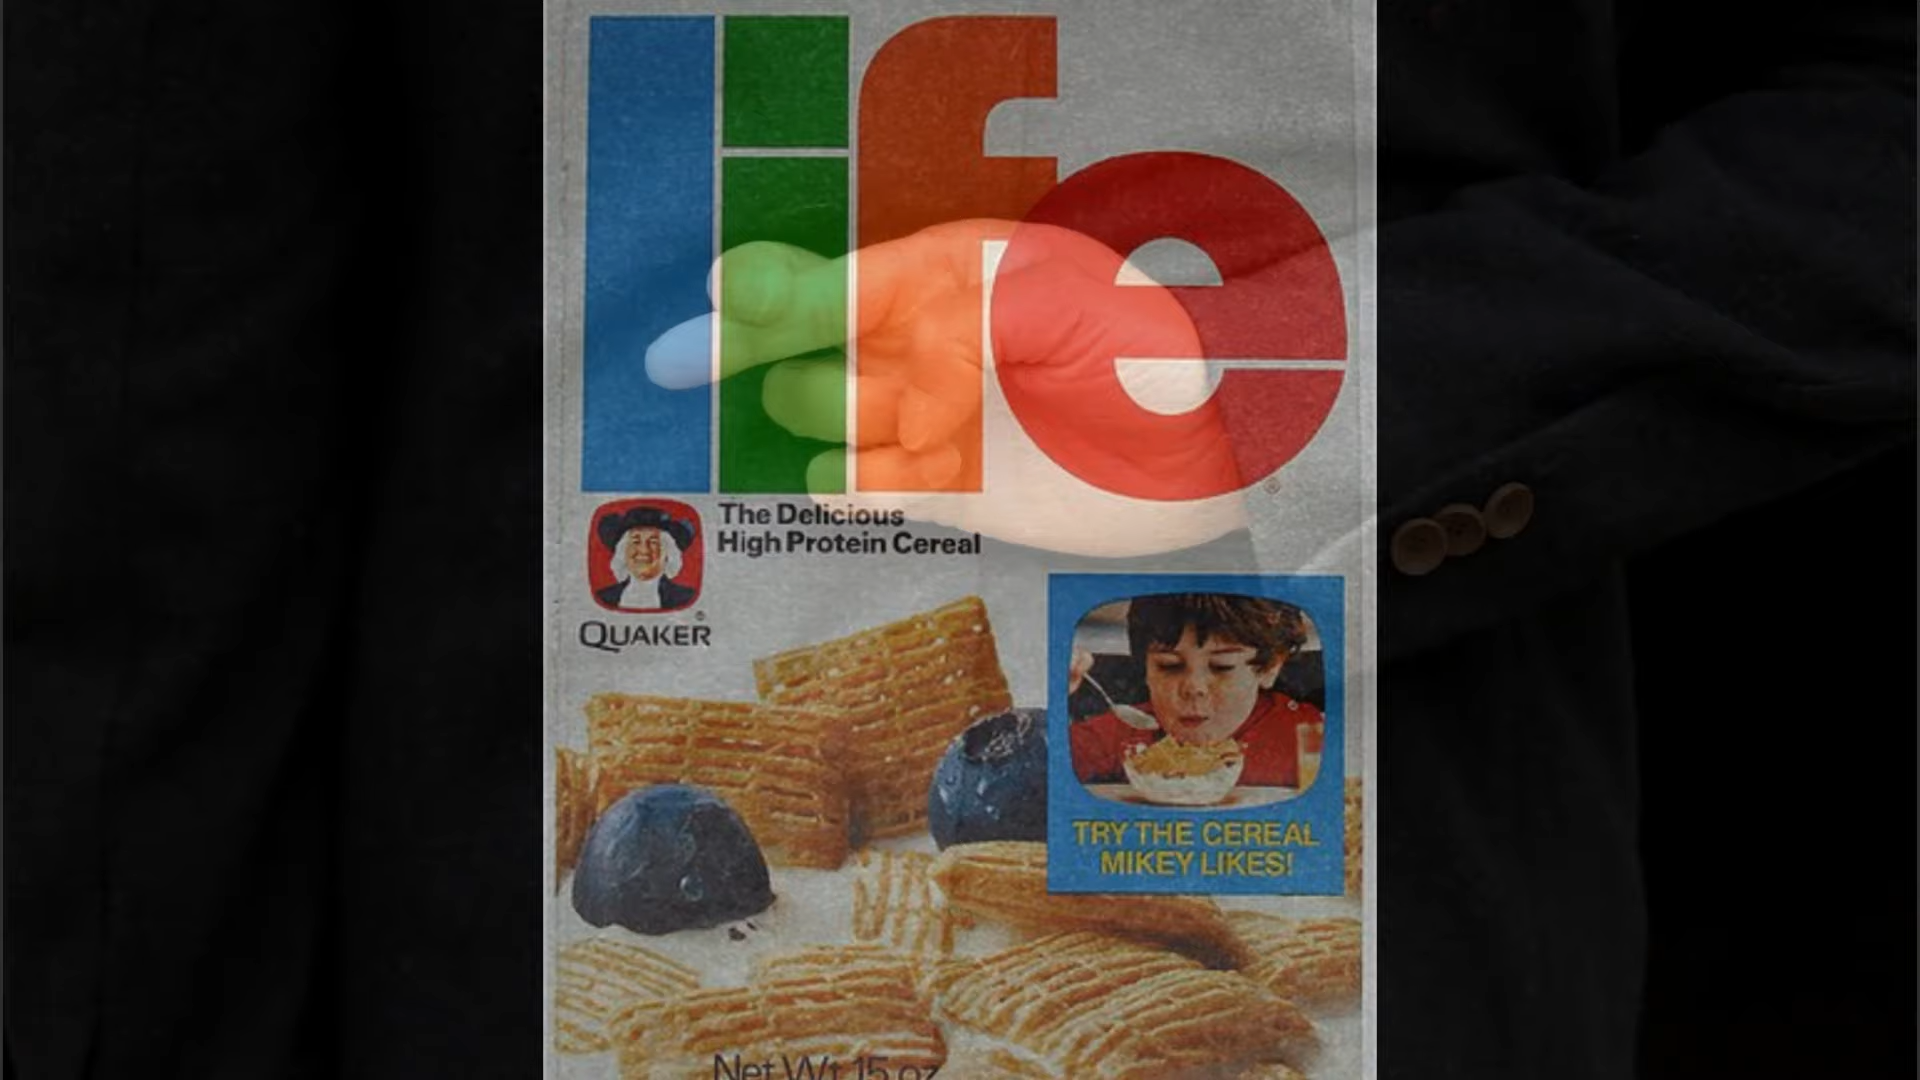 life
®
The Delicious
High Protein Cereal
®
QUAKER
TRY THE CEREAL
MIKEY LIKES!
Net Wt 15 oz